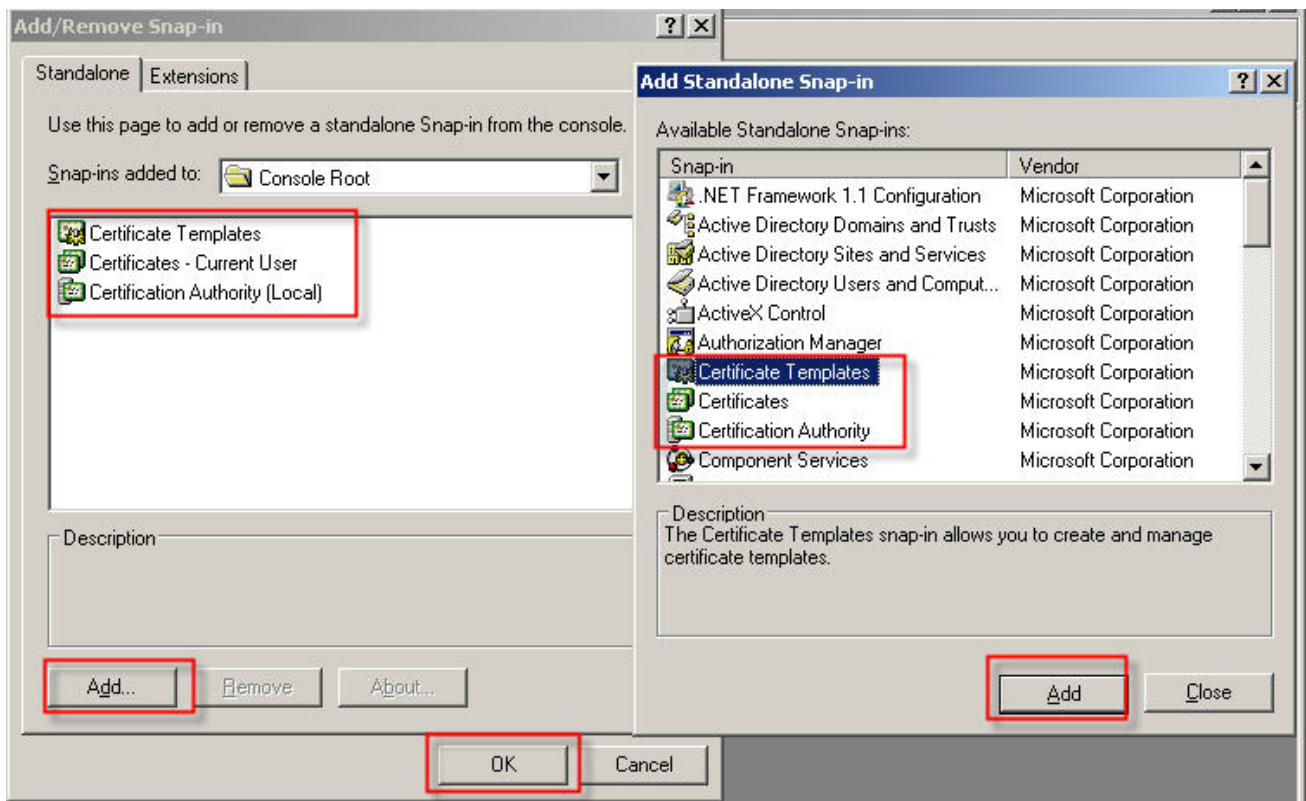 Add/Remove Snap-in
Standalone
Extensions
Use this page to add or remove a standalone Snap-in from the console.
Snap-ins added to:
Console Root
Certificate Templates
Certificates - Current User
Certification Authority (Local)
Description
Add...
Remove
About...
OK
Cancel
Add Standalone Snap-in
Available Standalone Snap-ins:
Snap-in Vendor
.NET Framework 1.1 Configuration Microsoft Corporation
Active Directory Domains and Trusts Microsoft Corporation
Active Directory Sites and Services Microsoft Corporation
Active Directory Users and Comput... Microsoft Corporation
ActiveX Control Microsoft Corporation
Authorization Manager Microsoft Corporation
Certificate Templates Microsoft Corporation
Certificates Microsoft Corporation
Certification Authority Microsoft Corporation
Component Services Microsoft Corporation
Description
The Certificate Templates snap-in allows you to create and manage
certificate templates.
Add
Close